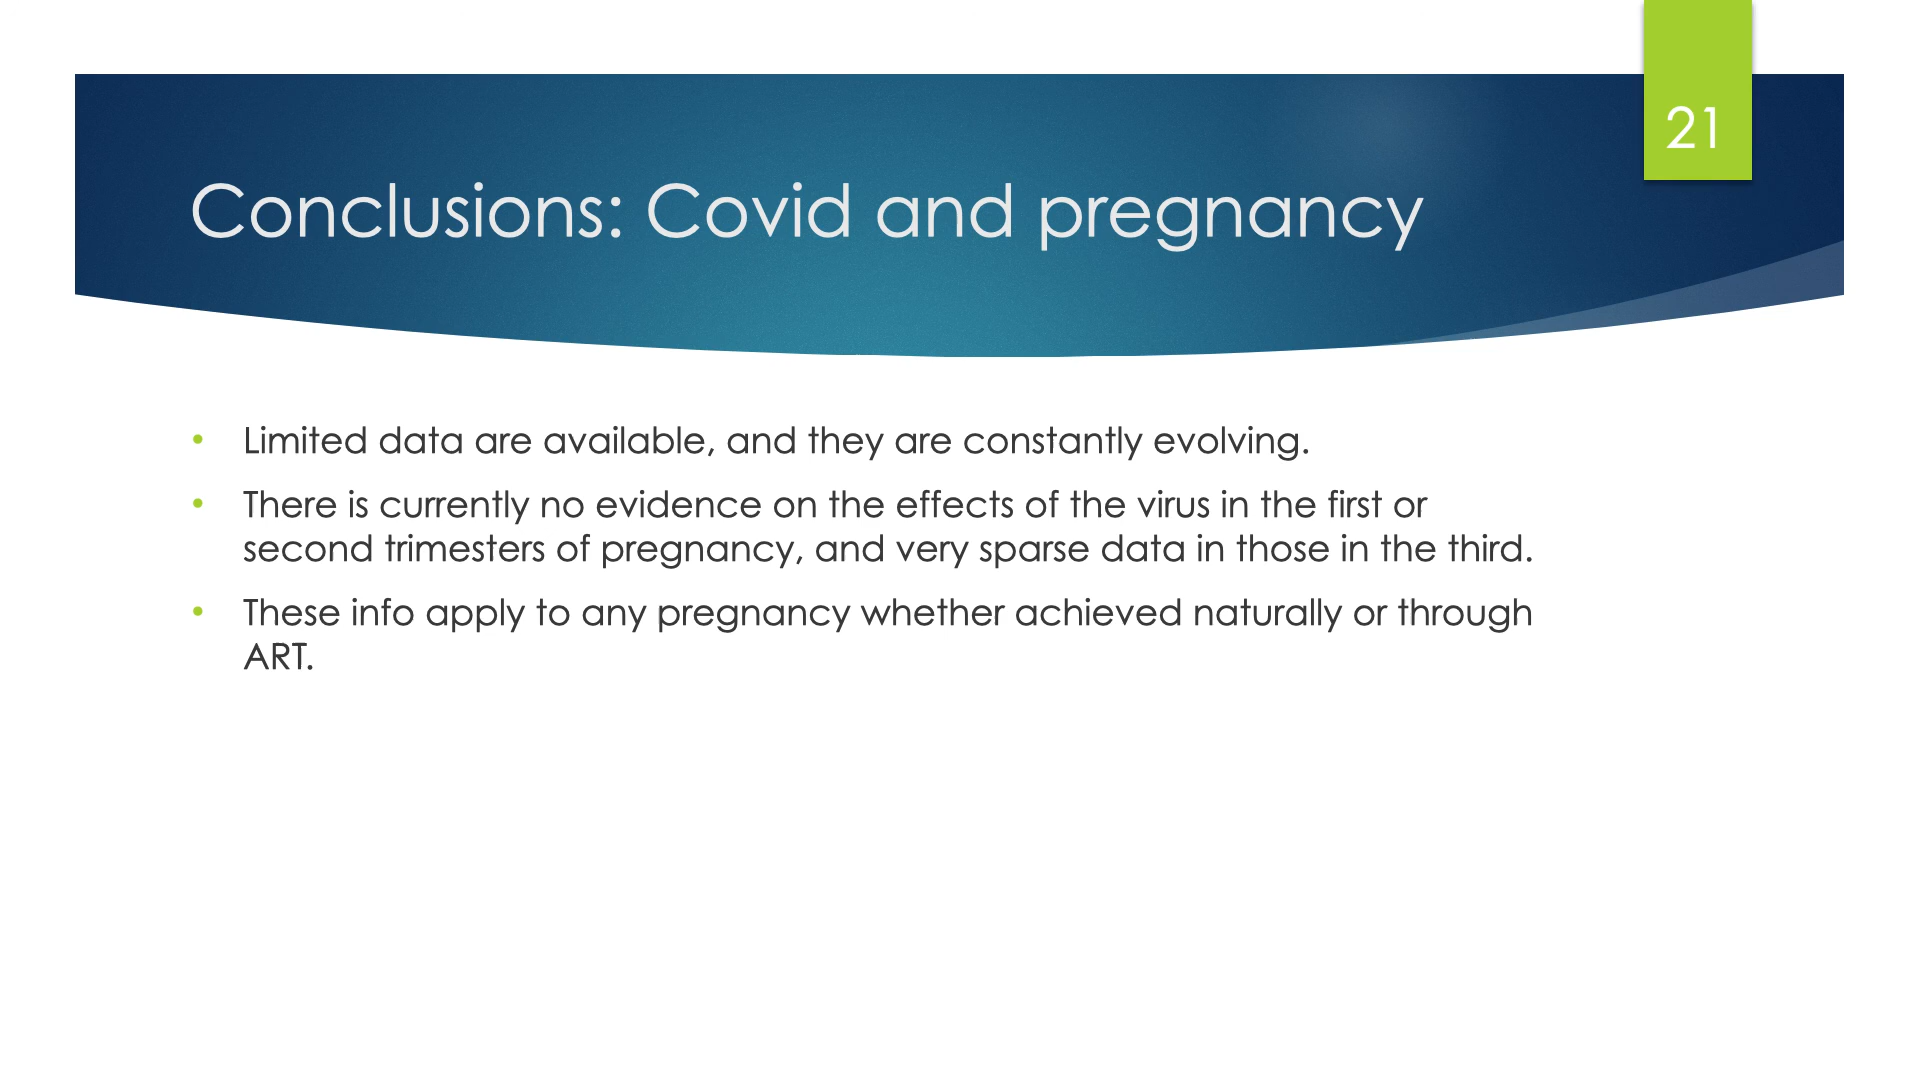 21
Conclusions: Covid and pregnancy
• Limited data are available, and they are constantly evolving.
• There is currently no evidence on the effects of the virus in the first or
second trimesters of pregnancy, and very sparse data in those in the third.
• These info apply to any pregnancy whether achieved naturally or through
ART.